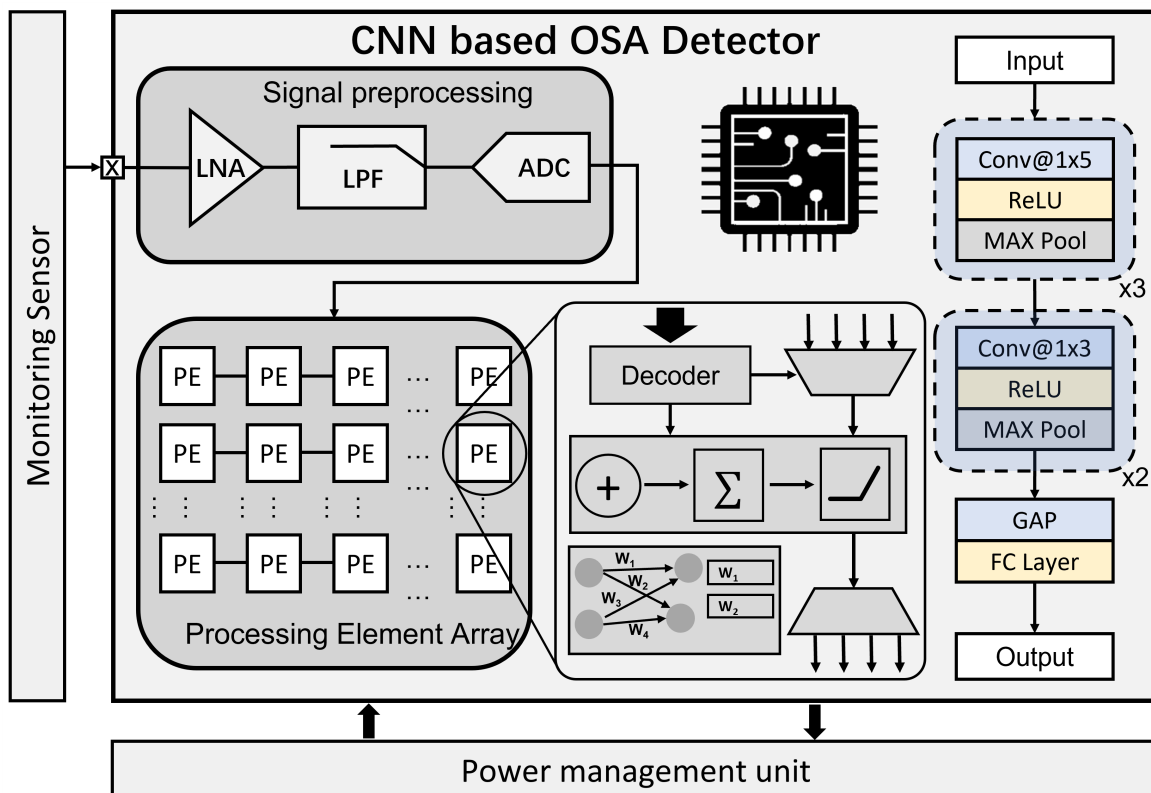 CNN based OSA Detector
Signal preprocessing
LNA
LPF
ADC
X
Monitoring Sensor
PE PE PE ... PE
...
PE PE PE PE
...
PE PE PE ... PE
...
Processing Element Array
Decoder
+
Σ
W1
W2
W3
W4
W1
W2
Input
Conv@1x5
ReLU
MAX Pool
x3
Conv@1x3
ReLU
MAX Pool
x2
GAP
FC Layer
Output
Power management unit